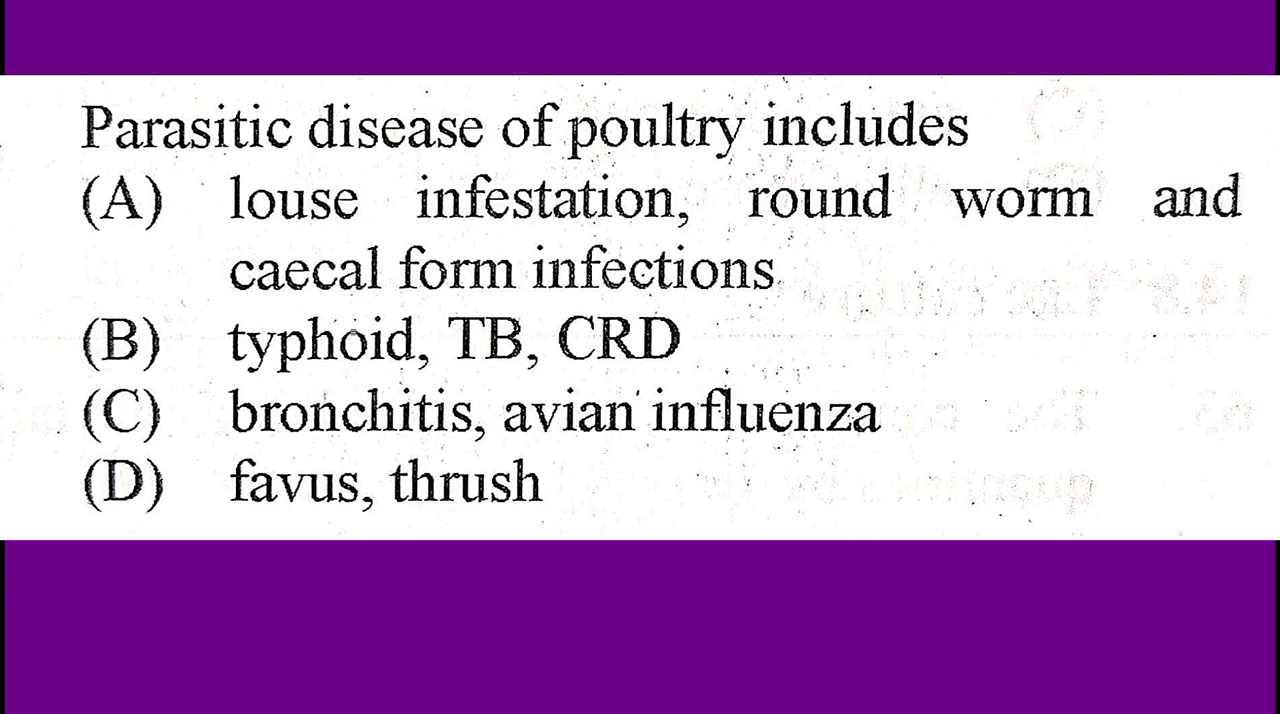 Parasitic disease of poultry includes
(A) louse infestation, round worm and
caecal form infections
(B) typhoid, TB, CRD
(C) bronchitis, avian influenza
(D) favus, thrush